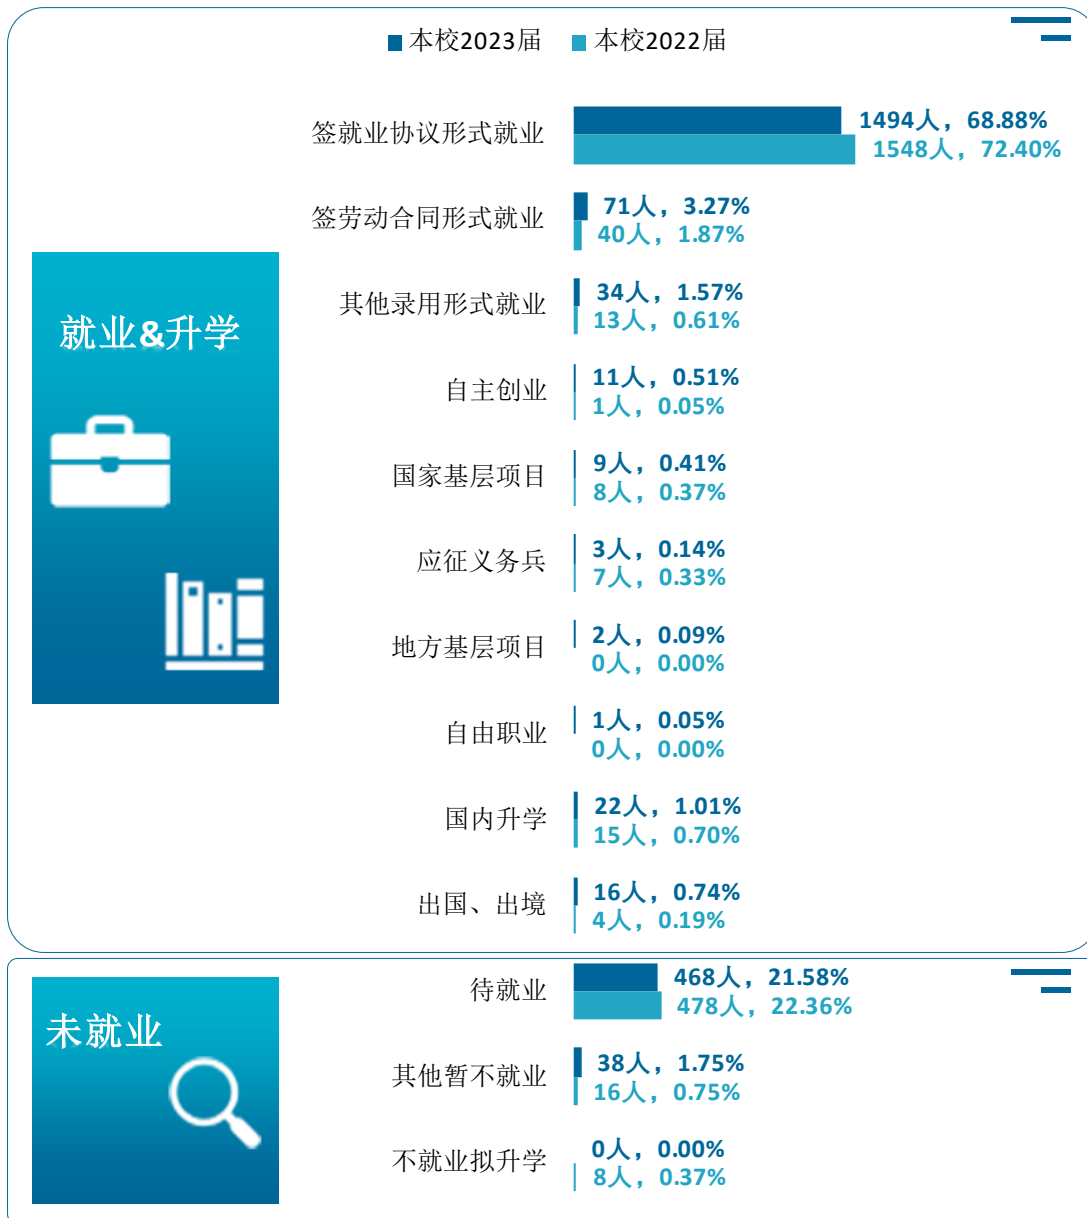 本校2023届 本校2022届
签就业协议形式就业
1494人，68.88%
1548人，72.40%
签劳动合同形式就业
71人，3.27%
40人，1.87%
其他录用形式就业
34人，1.57%
13人，0.61%
就业&升学
自主创业
11人，0.51%
1人，0.05%
国家基层项目
9人，0.41%
8人，0.37%
应征义务兵
3人，0.14%
7人，0.33%
地方基层项目
2人，0.09%
0人，0.00%
自由职业
1人，0.05%
0人，0.00%
国内升学
22人，1.01%
15人，0.70%
出国、出境
16人，0.74%
4人，0.19%
未就业
待就业
468人，21.58%
478人，22.36%
其他暂不就业
38人，1.75%
16人，0.75%
不就业拟升学
0人，0.00%
8人，0.37%